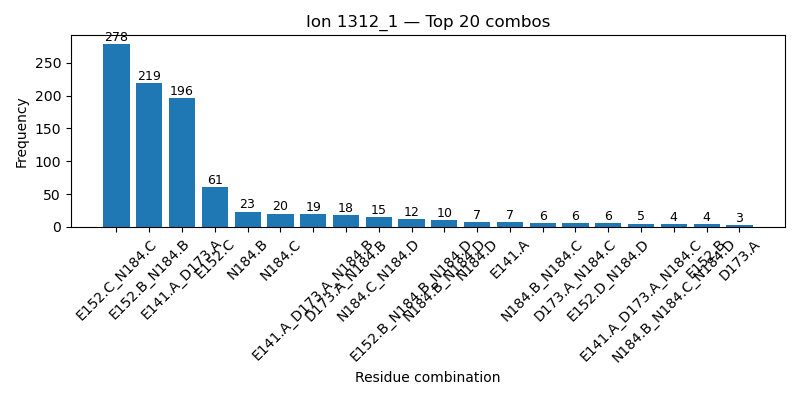 Ion 1312_1 — Top 20 combos
Frequency
250
200
150
100
50
0
278
219
196
61
23
20
19
18
15
12
10
7
7
6
6
6
5
4
4
3
E152.C_N184.C
E152.B_N184.B
E141.A_D173.A
E152.C
N184.B
N184.C
E141.A_D173.A_N184.B
D173.A_N184.B
N184.C_N184.D
E152.B_N184.B_N184.D
N184.B_N184.D
N184.D
E141.A
N184.B_N184.C
D173.A_N184.C
E152.D_N184.D
E141.A_D173.A_N184.C
N184.B_N184.C_N184.D
E152.B
D173.A
Residue combination